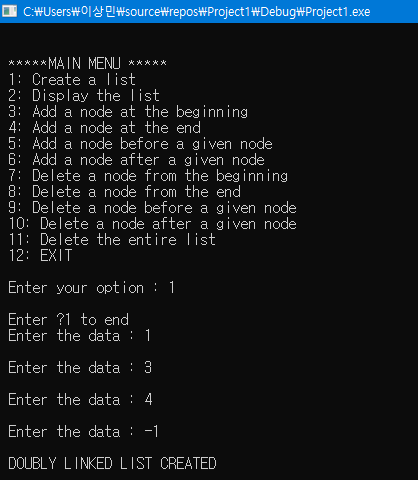 C:₩Users₩이상민₩source₩repos₩Project1₩Debug₩Project1.exe
*****MAIN MENU *****
1: Create a list
2: Display the list
3: Add a node at the beginning
4: Add a node at the end
5: Add a node before a given node
6: Add a node after a given node
7: Delete a node from the beginning
8: Delete a node from the end
9: Delete a node before a given node
10: Delete a node after a given node
11: Delete the entire list
12: EXIT
Enter your option : 1
Enter ?1 to end
Enter the data : 1
Enter the data : 3
Enter the data : 4
Enter the data : -1
DOUBLY LINKED LIST CREATED